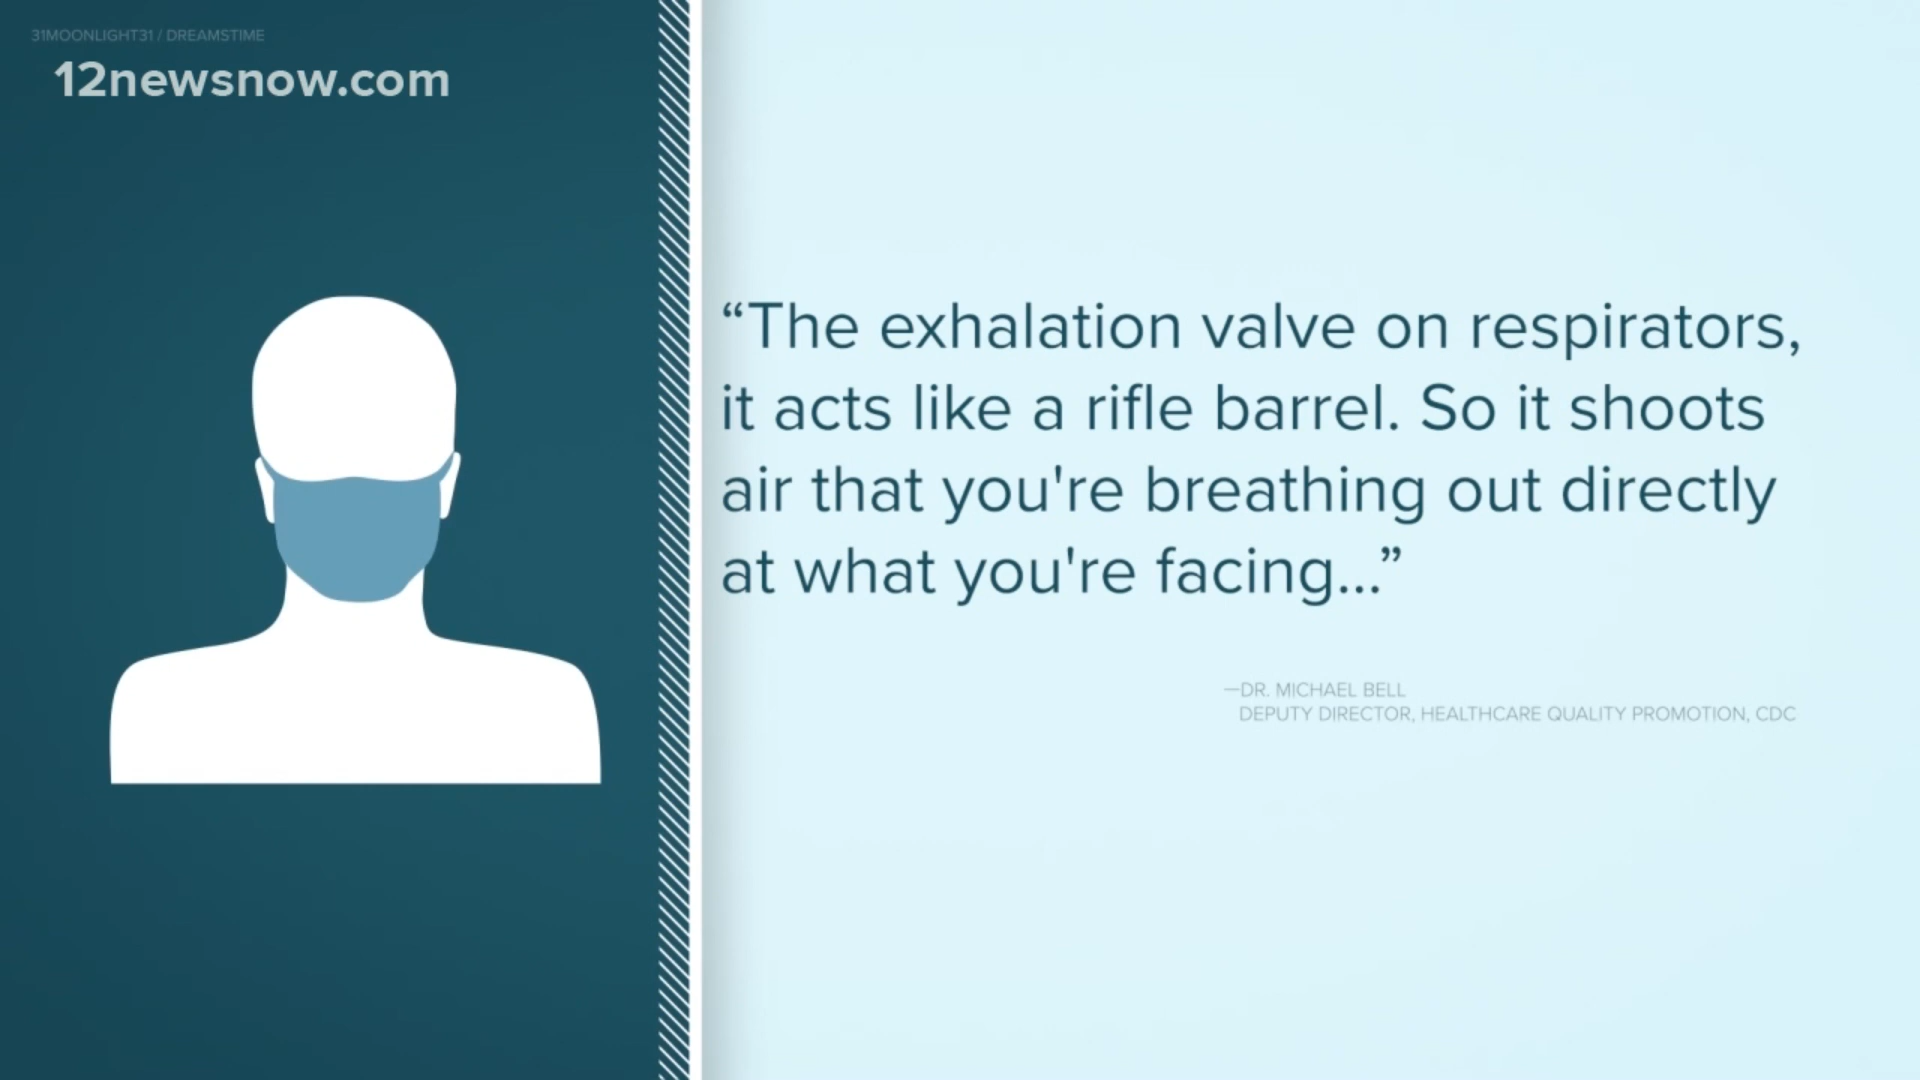 31MOONLIGHT31 / DREAMSTIME
12newsnow.com
“The exhalation valve on respirators,
it acts like a rifle barrel. So it shoots
air that you're breathing out directly
at what you're facing...”
—DR. MICHAEL BELL
DEPUTY DIRECTOR, HEALTHCARE QUALITY PROMOTION, CDC